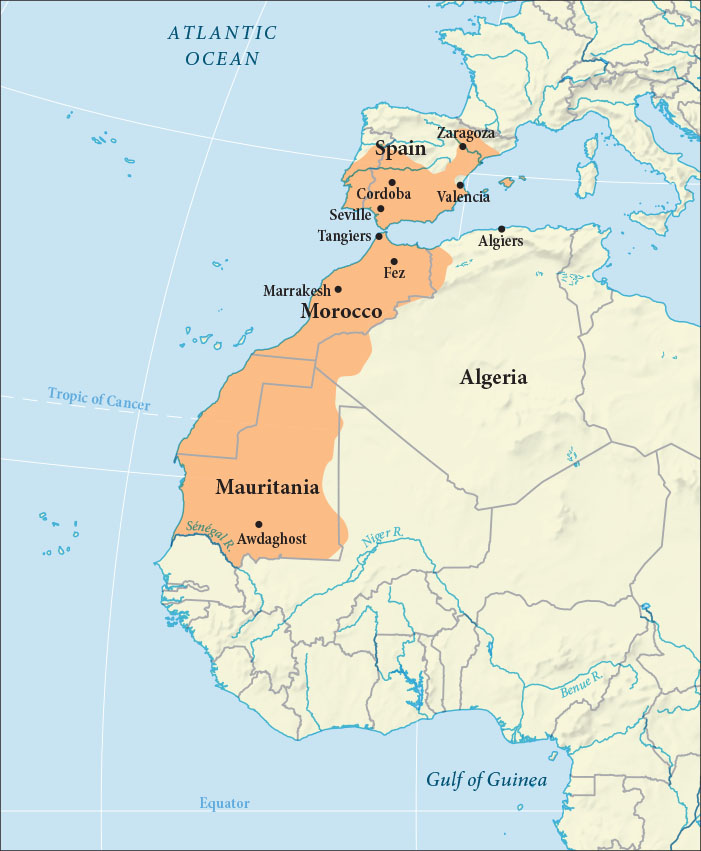 ATLANTIC
OCEAN
Zaragoza
Spain
Cordoba
Valencia
Seville
Tangiers
Algiers
Fez
Marrakesh
Morocco
Algeria
Tropic of Cancer
Mauritania
Sénégal R.
Awdaghost
Niger R.
Benue R.
Gulf of Guinea
Equator